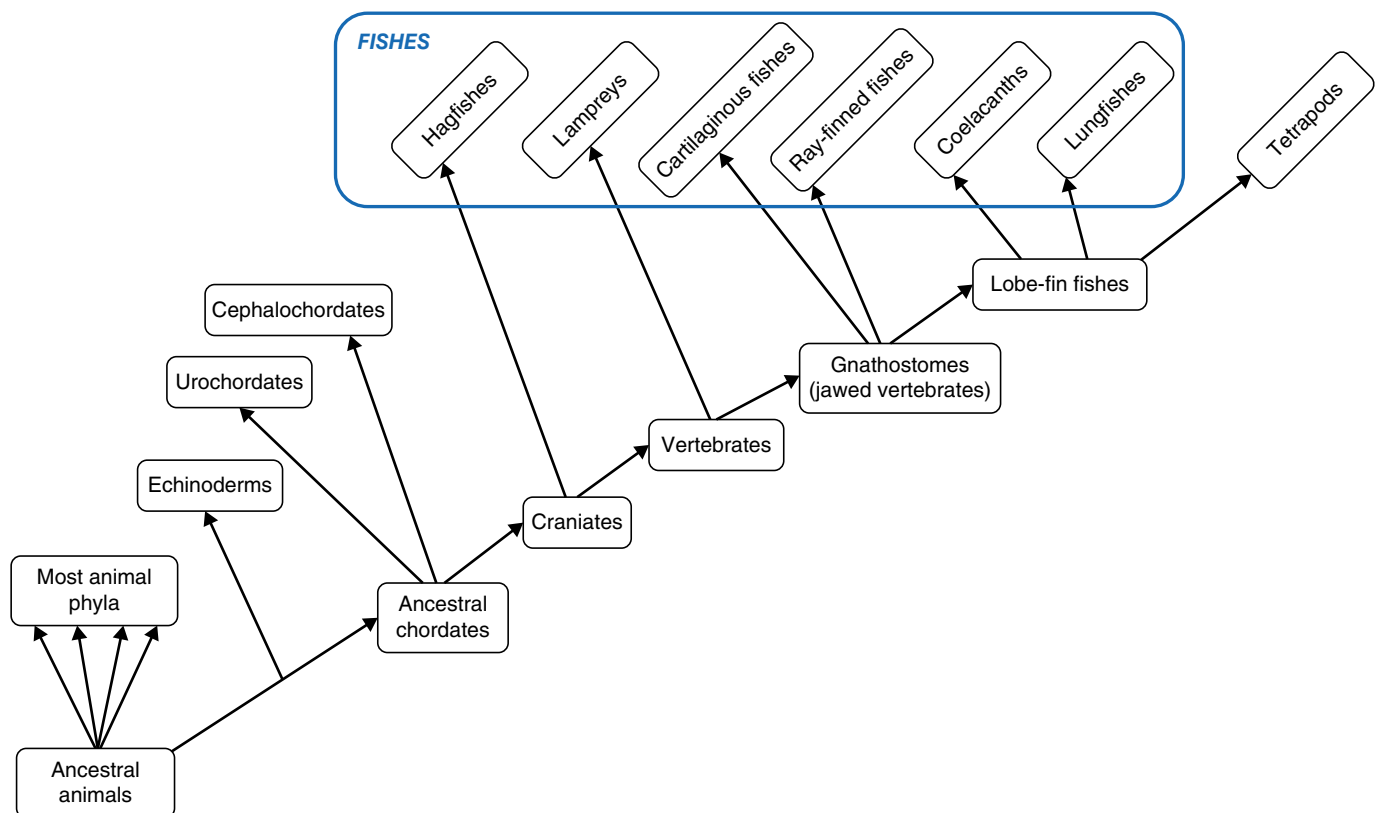 FISHES
Hagfishes
Lampreys
Cartilaginous fishes
Ray-finned fishes
Coelacanths
Lungfishes
Tetrapods
Lobe-fin fishes
Cephalochordates
Gnathostomes
(jawed vertebrates)
Urochordates
Vertebrates
Echinoderms
Craniates
Most animal
phyla
Ancestral
chordates
Ancestral
animals